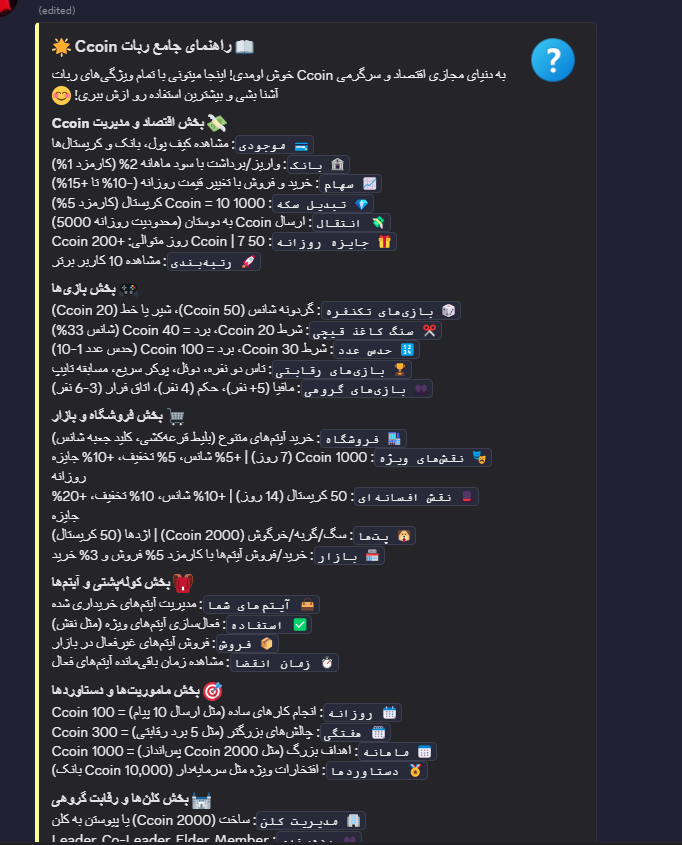 (edited)
📖 راهنمای جامع ربات Ccoin 🌟
به دنیای مجازی اقتصاد و سرگرمی Ccoin خوش اومدی! اینجا میتونی با تمام ویژگی‌های ربات
آشنا بشی و بیشترین استفاده رو ازش ببری! 😊
💸 بخش اقتصاد و مدیریت Ccoin
💳 موجودی: مشاهده کیف پول، بانک و کریستال‌ها
🏦 بانک: واریز/برداشت با سود ماهانه 2% (کارمزد 1%)
📈 سهام: خرید و فروش با تغییر قیمت روزانه (-10% تا +15%)
💎 تبدیل سکه: 1000 Ccoin = 10 کریستال (کارمزد 5%)
💸 انتقال: ارسال Ccoin به دوستان (محدودیت روزانه 5000)
🎁 جایزه روزانه: 50 Ccoin | 7 روز متوالی: +200 Ccoin
🚀 رتبه‌بندی: مشاهده 10 کاربر برتر
🎮 بخش بازی‌ها
🎲 بازی‌های تکنفره: گردونه شانس (50 Ccoin)، شیر یا خط (20 Ccoin)
✂️ سنگ کاغذ قیچی: شرط 20 Ccoin، برد = 40 Ccoin (شانس 33%)
🔢 حدس عدد: شرط 30 Ccoin، برد = 100 Ccoin (حدس عدد 1-10)
🏆 بازی‌های رقابتی: تاس دو نفره، دوئل، پوکر سریع، مسابقه تایپ
👥 بازی‌های گروهی: مافیا (5+ نفر)، حکم (4 نفر)، اتاق فرار (3-6 نفر)
🛒 بخش فروشگاه و بازار
🏬 فروشگاه: خرید آیتم‌های متنوع (بلیط قرعه‌کشی، کلید جعبه شانس)
🎭 نقش‌های ویژه: 1000 Ccoin (7 روز) | +5% شانس، 5% تخفیف، +10% جایزه
روزانه
نقش افسانه‌ای: 50 کریستال (14 روز) | +10% شانس، 10% تخفیف، +20%
جایزه
🐶 پت‌ها: سگ/گربه/خرگوش (2000 Ccoin) | اژدها (50 کریستال)
🏪 بازار: خرید/فروش آیتم‌ها با کارمزد 5% فروش و 3% خرید
🎒 بخش کوله‌پشتی و آیتم‌ها
💼 آیتم‌های شما: مدیریت آیتم‌های خریداری شده
✅ استفاده: فعال‌سازی آیتم‌های ویژه (مثل نقش)
📦 فروش: فروش آیتم‌های غیرفعال در بازار
⏱️ زمان انقضا: مشاهده زمان باقی‌مانده آیتم‌های فعال
🎯 بخش ماموریت‌ها و دستاوردها
📅 روزانه: انجام کارهای ساده (مثل ارسال 10 پیام) = 100 Ccoin
📅 هفتگی: چالش‌های بزرگتر (مثل 5 برد رقابتی) = 300 Ccoin
📅 ماهانه: اهداف بزرگ (مثل 2000 Ccoin پس‌انداز) = 1000 Ccoin
🏅 دستاوردها: افتخارات ویژه مثل سرمایه‌دار (10,000 Ccoin بانک)
🏰 بخش کلن‌ها و رقابت گروهی
🏢 مدیریت کلن: ساخت (2000 Ccoin) یا پیوستن به کلن
Leader, Co-Leader, Elder, Member